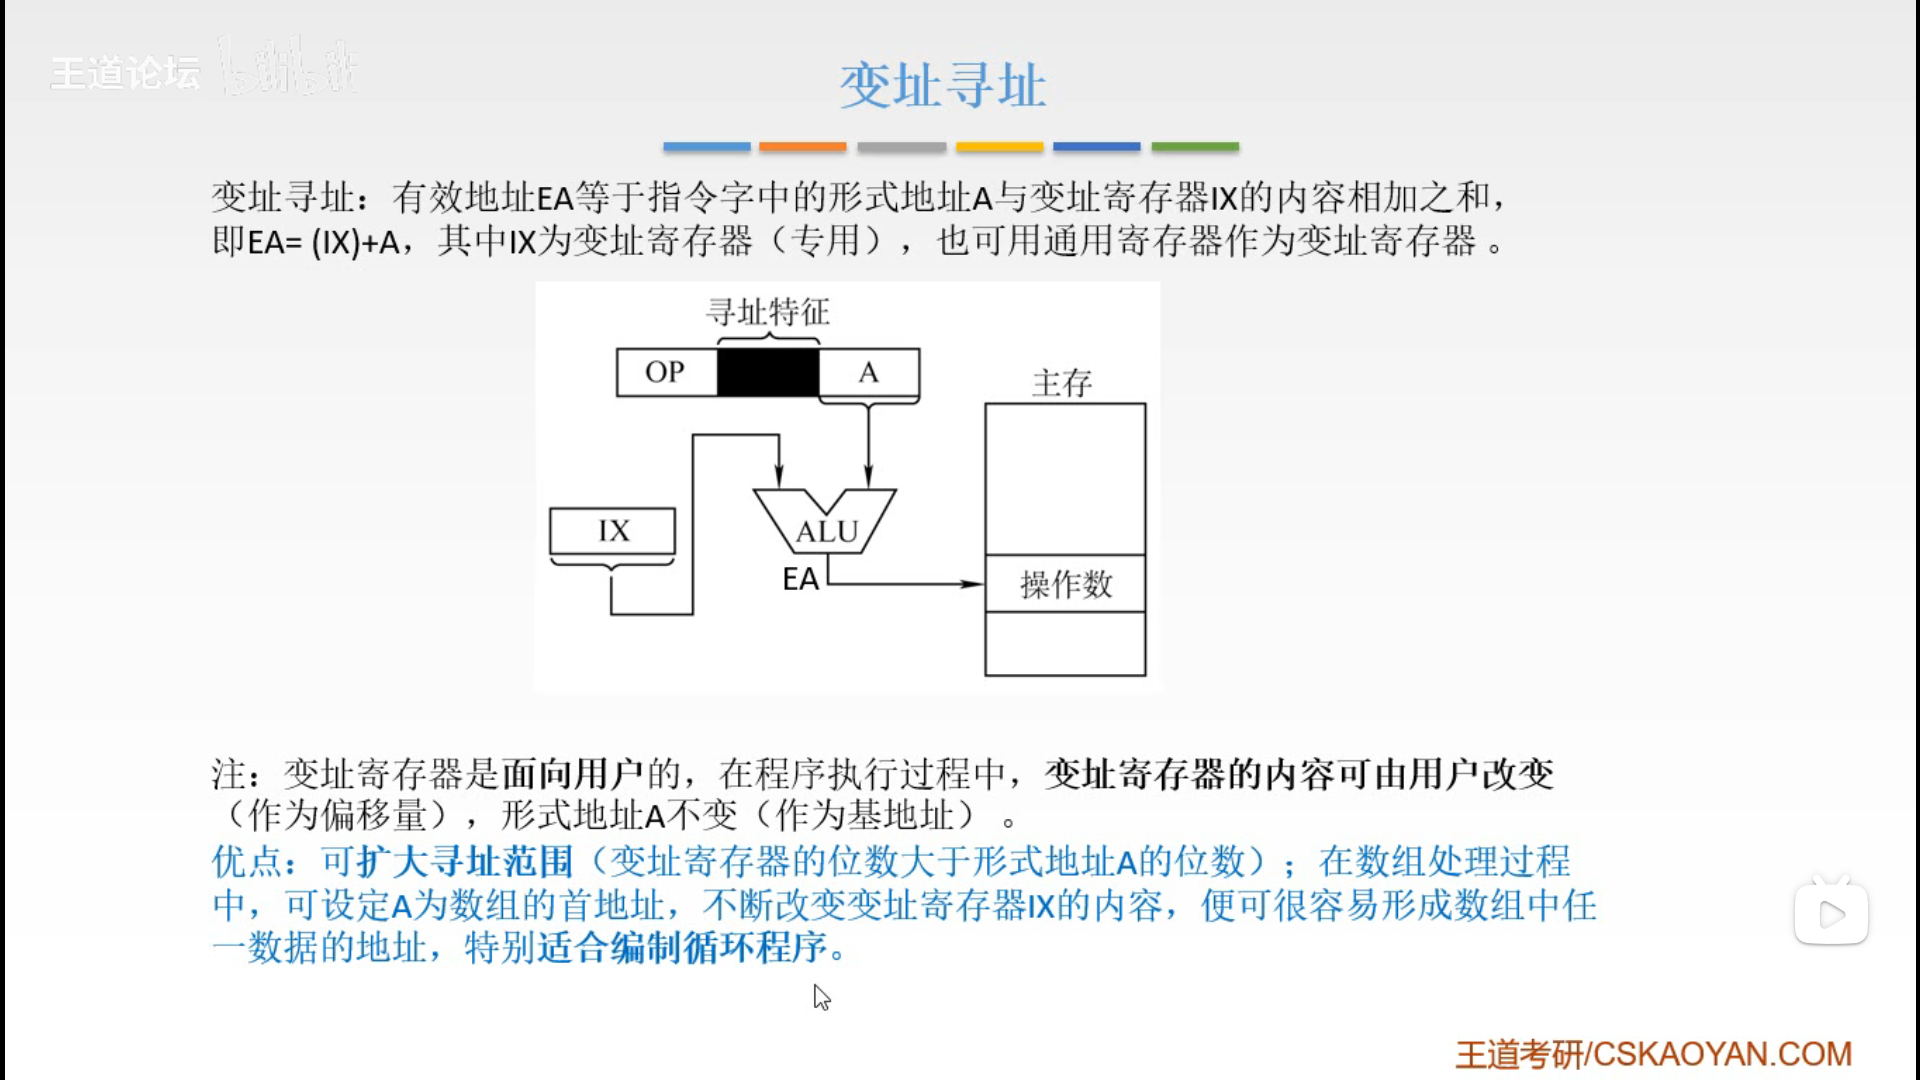 王道论坛 bilibili
变址寻址
变址寻址：有效地址EA等于指令字中的形式地址A与变址寄存器IX的内容相加之和，
即EA= (IX)+A，其中IX为变址寄存器（专用），也可用通用寄存器作为变址寄存器 。
寻址特征
OP
A
主存
IX
ALU
EA
操作数
注：变址寄存器是面向用户的，在程序执行过程中，变址寄存器的内容可由用户改变
（作为偏移量），形式地址A不变（作为基地址） 。
优点：可扩大寻址范围（变址寄存器的位数大于形式地址A的位数）；在数组处理过程
中，可设定A为数组的首地址，不断改变变址寄存器IX的内容，便可很容易形成数组中任
一数据的地址，特别适合编制循环程序。
王道考研/CSKAOYAN.COM